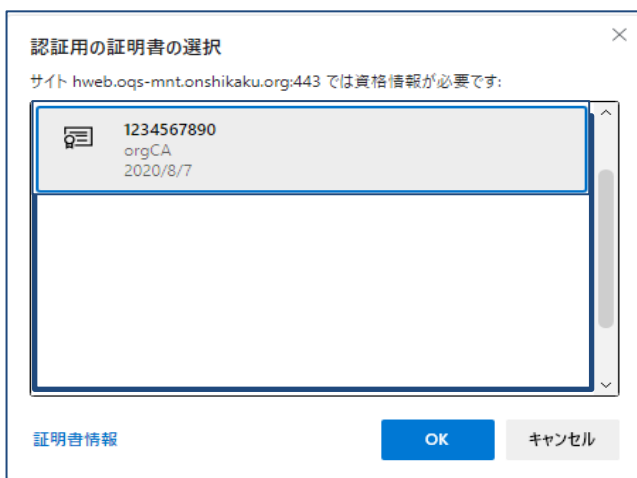 認証用の証明書の選択
サイト hweb.oqs-mnt.onshikaku.org:443 では資格情報が必要です:
1234567890
orgCA
2020/8/7
証明書情報
OK
キャンセル